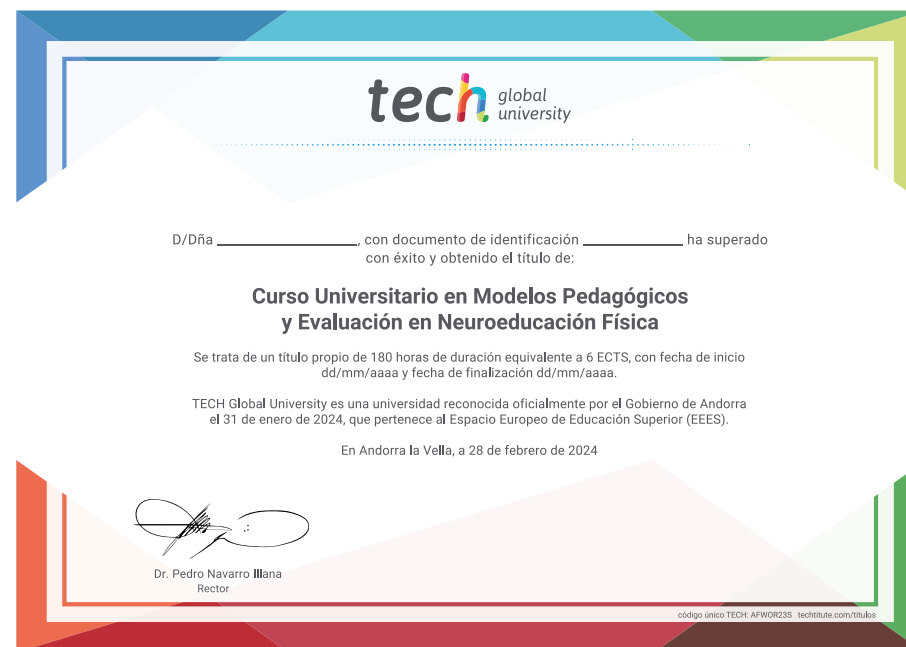 tech global university
D/Dña ________________, con documento de identificación ____________ ha superado
con éxito y obtenido el título de:
Curso Universitario en Modelos Pedagógicos
y Evaluación en Neuroeducación Física
Se trata de un título propio de 180 horas de duración equivalente a 6 ECTS, con fecha de inicio
dd/mm/aaaa y fecha de finalización dd/mm/aaaa.
TECH Global University es una universidad reconocida oficialmente por el Gobierno de Andorra
el 31 de enero de 2024, que pertenece al Espacio Europeo de Educación Superior (EEES).
En Andorra la Vella, a 28 de febrero de 2024
Dr. Pedro Navarro Illana
Rector
código único TECH: AFWOR23S techtitute.com/titulos